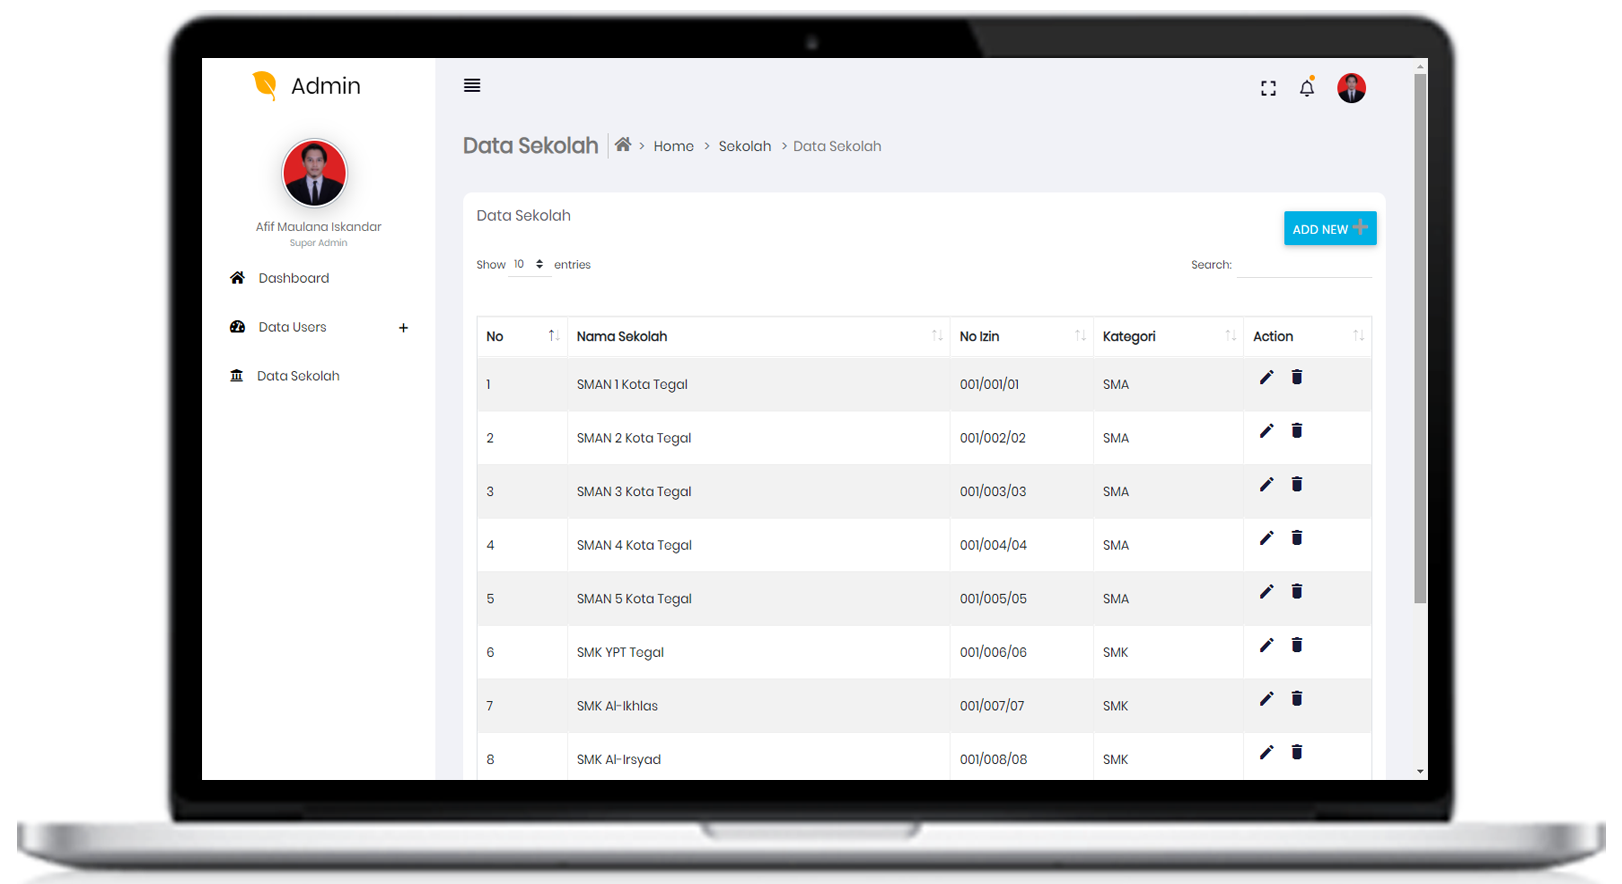 Admin
Afif Maulana Iskandar
Super Admin
Dashboard
Data Users +
Data Sekolah
Data Sekolah > Home > Sekolah > Data Sekolah
Data Sekolah
ADD NEW +
Show 10 entries
Search:
No Nama Sekolah No Izin Kategori Action
1 SMAN 1 Kota Tegal 001/001/01 SMA
2 SMAN 2 Kota Tegal 001/002/02 SMA
3 SMAN 3 Kota Tegal 001/003/03 SMA
4 SMAN 4 Kota Tegal 001/004/04 SMA
5 SMAN 5 Kota Tegal 001/005/05 SMA
6 SMK YPT Tegal 001/006/06 SMK
7 SMK Al-Ikhlas 001/007/07 SMK
8 SMK Al-Irsyad 001/008/08 SMK